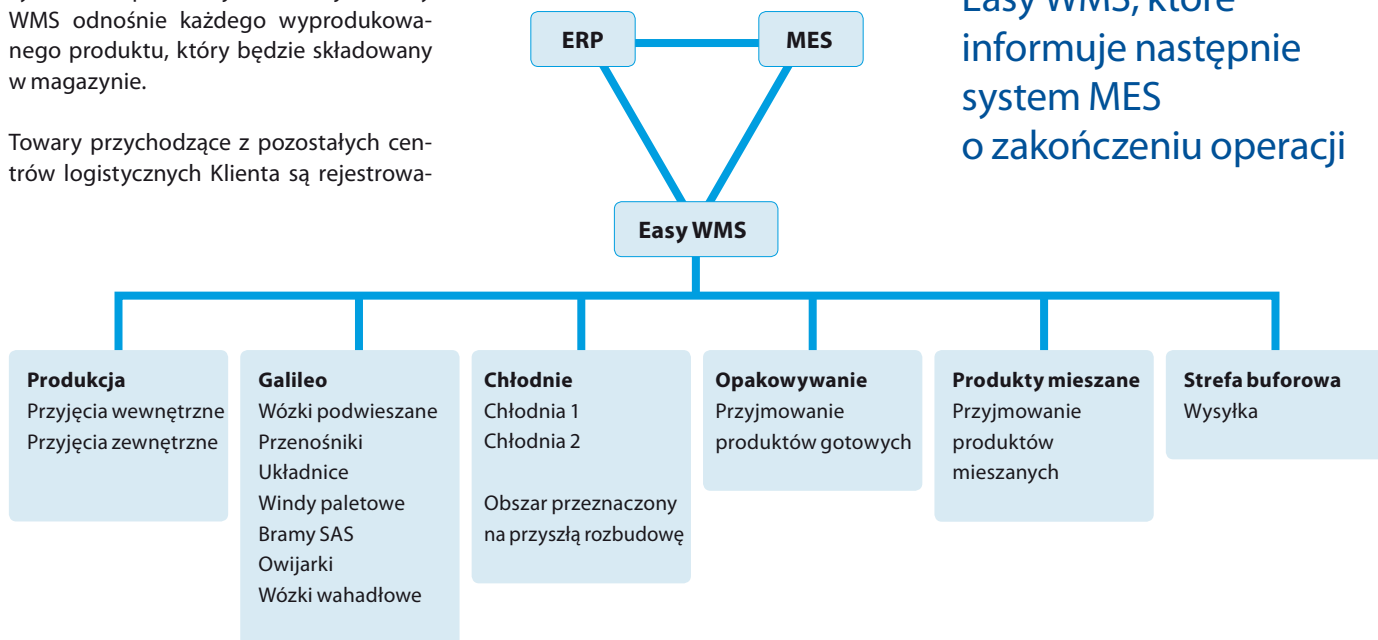 WMS odnośnie każdego wyprodukowa-
nego produktu, który będzie składowany
w magazynie.
Towary przychodzące z pozostałych cen-
trów logistycznych Klienta są rejestrowa-
Easy WMS, które
informuje następnie
system MES
o zakończeniu operacji
ERP
MES
Easy WMS
Produkcja
Przyjęcia wewnętrzne
Przyjęcia zewnętrzne
Galileo
Wózki podwieszane
Przenośniki
Układnice
Windy paletowe
Bramy SAS
Owijarki
Wózki wahadłowe
Chłodnie
Chłodnia 1
Chłodnia 2
Obszar przeznaczony
na przyszłą rozbudowę
Opakowywanie
Przyjmowanie
produktów gotowych
Produkty mieszane
Przyjmowanie
produktów
mieszanych
Strefa buforowa
Wysyłka